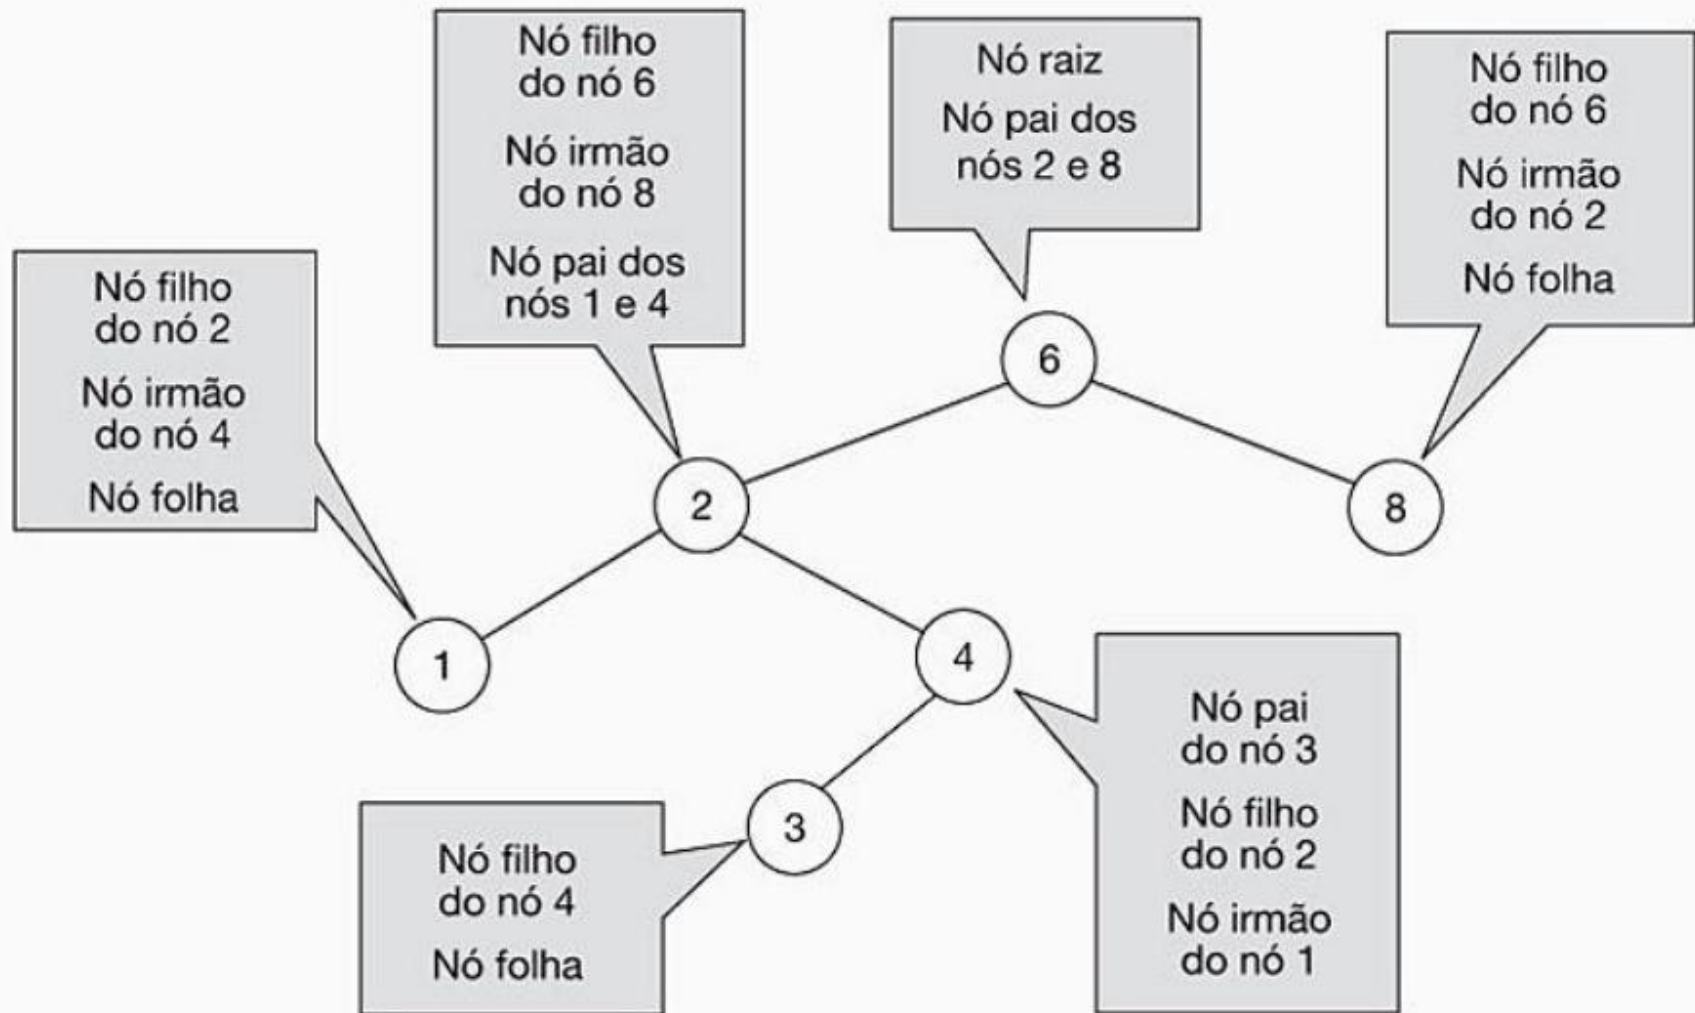 Nó filho
do nó 6
Nó irmão
do nó 8
Nó pai dos
nós 1 e 4
Nó raiz
Nó pai dos
nós 2 e 8
Nó filho
do nó 6
Nó irmão
do nó 2
Nó folha
Nó filho
do nó 2
Nó irmão
do nó 4
Nó folha
6
2
8
1
4
Nó pai
do nó 3
Nó filho
do nó 2
Nó irmão
do nó 1
3
Nó filho
do nó 4
Nó folha